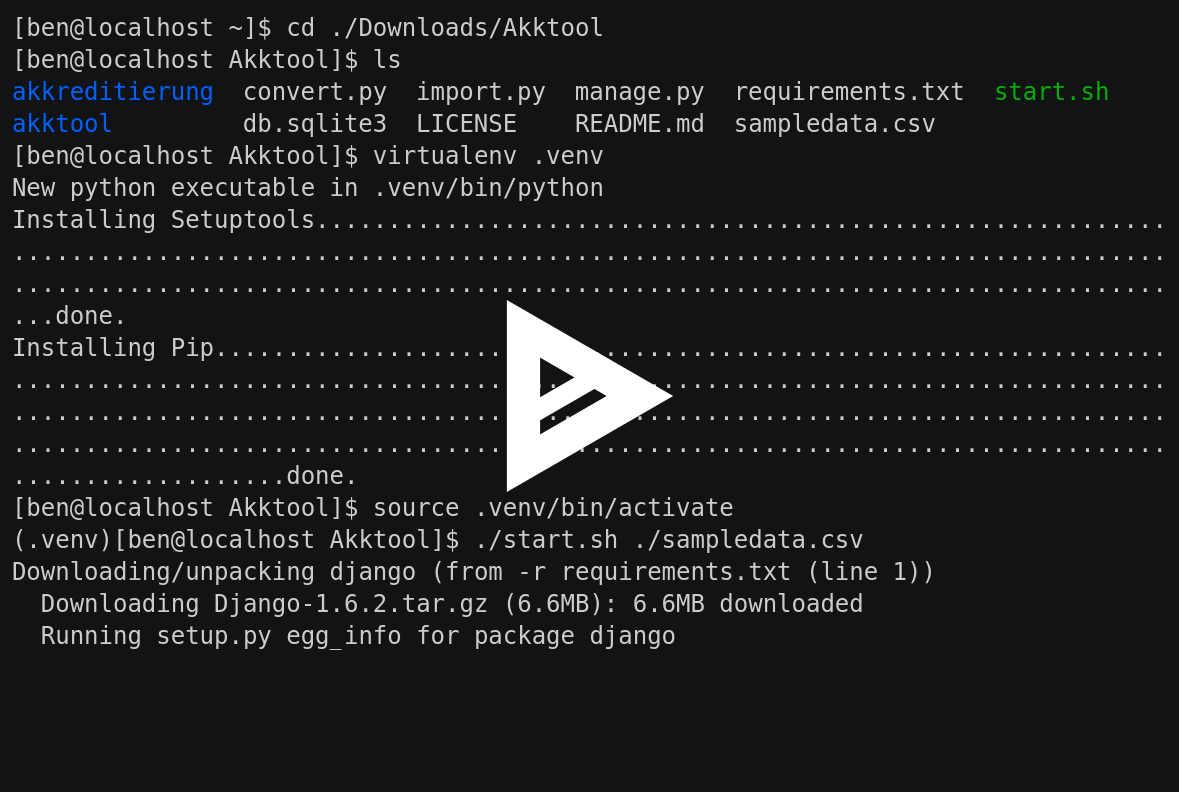 [ben@localhost ~]$ cd ./Downloads/Akktool
[ben@localhost Akktool]$ ls
akkreditierung  convert.py  import.py  manage.py  requirements.txt  start.sh
akktool         db.sqlite3  LICENSE    README.md  sampledata.csv
[ben@localhost Akktool]$ virtualenv .venv
New python executable in .venv/bin/python
Installing Setuptools...........................................................
................................................................................
................................................................................
...done.
Installing Pip..................................................................
................................................................................
................................................................................
................................................................................
...................done.
[ben@localhost Akktool]$ source .venv/bin/activate
(.venv)[ben@localhost Akktool]$ ./start.sh ./sampledata.csv
Downloading/unpacking django (from -r requirements.txt (line 1))
  Downloading Django-1.6.2.tar.gz (6.6MB): 6.6MB downloaded
  Running setup.py egg_info for package django